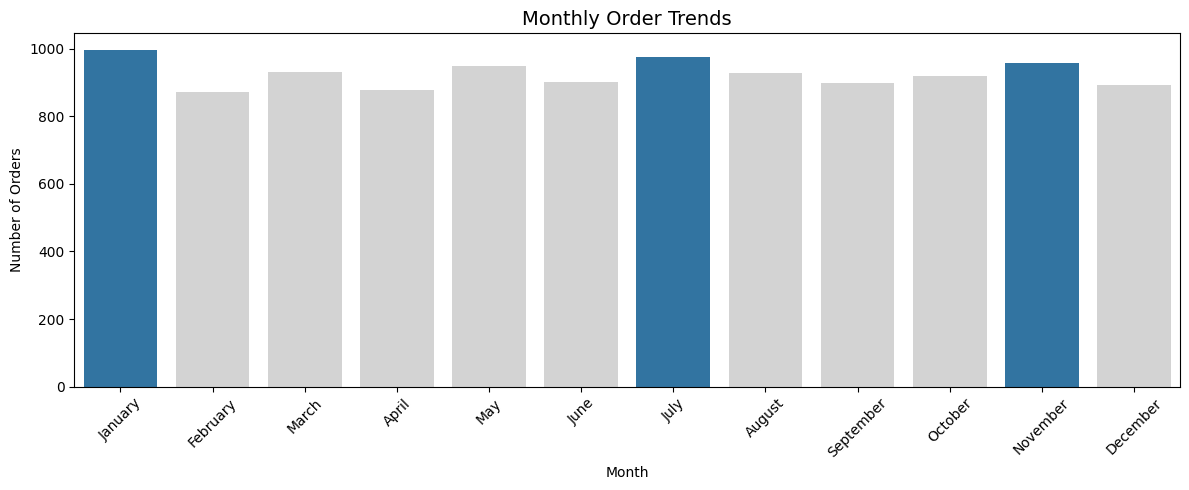 Monthly Order Trends
Number of Orders
1000
800
600
400
200
0
January
February
March
April
May
June
July
August
September
October
November
December
Month